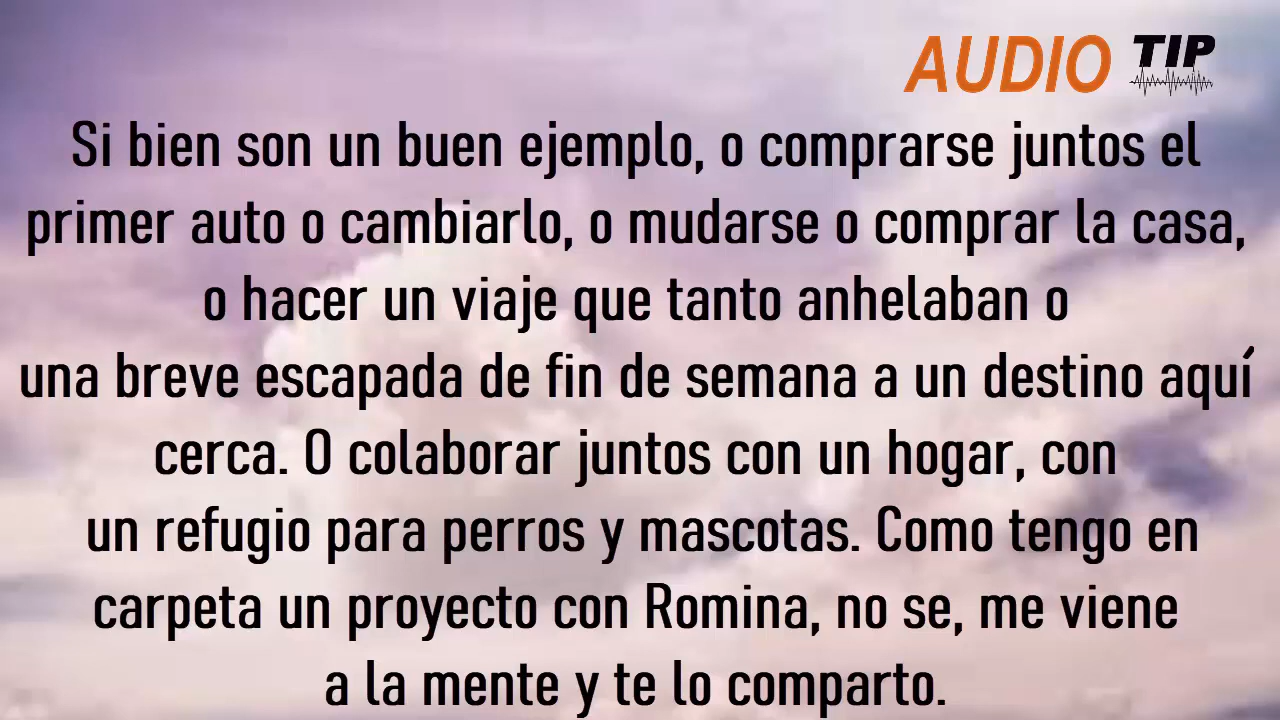 AUDIO TIP
Si bien son un buen ejemplo, o comprarse juntos el
primer auto o cambiarlo, o mudarse o comprar la casa,
o hacer un viaje que tanto anhelaban o
una breve escapada de fin de semana a un destino aquí
cerca. O colaborar juntos con un hogar, con
un refugio para perros y mascotas. Como tengo en
carpeta un proyecto con Romina, no se, me viene
a la mente y te lo comparto.